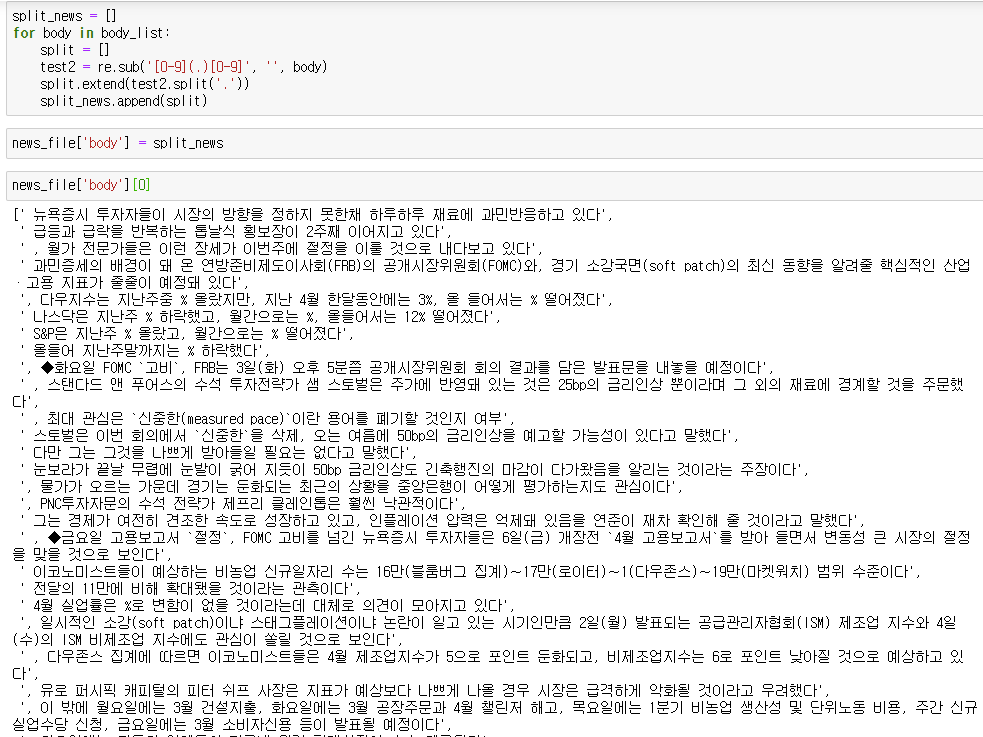 split_news = []
for body in body_list:
    split = []
    test2 = re.sub('[0-9](.)[0-9]', '', body)
    split.extend(test2.split('.'))
    split_news.append(split)
news_file['body'] = split_news
news_file['body'][0]
[' 뉴욕증시 투자자들이 시장의 방향을 정하지 못한채 하루하루 재료에 과민반응하고 있다',
 ' 급등과 급락을 반복하는 톱날식 횡보장이 2주째 이어지고 있다',
 ' , 월가 전문가들은 이런 장세가 이번주에 절정을 이룰 것으로 내다보고 있다',
 ' 과민증세의 배경이 돼 온 연방준비제도이사회(FRB)의 공개시장위원회(FOMC)와, 경기 소강국면(soft patch)의 최신 동향을 알려줄 핵심적인 산업
·고용 지표가 줄줄이 예정돼 있다',
 ', 다우지수는 지난주중 % 올랐지만, 지난 4월 한달동안에는 3%, 올 들어서는 % 떨어졌다',
 ' 나스닥은 지난주 % 하락했고, 월간으로는 %, 올들어서는 12% 떨어졌다',
 ' S&P은 지난주 % 올랐고, 월간으로는 % 떨어졌다',
 ' 올들어 지난주말까지는 % 하락했다',
 ', ◆화요일 FOMC `고비`, FRB는 3일(화) 오후 5분쯤 공개시장위원회 회의 결과를 담은 발표문을 내놓을 예정이다',
 ' , 스탠다드 앤 푸어스의 수석 투자전략가 샘 스토벌은 주가에 반영돼 있는 것은 25bp의 금리인상 뿐이라며 그 외의 재료에 경계할 것을 주문했
다',
 ' , 최대 관심은 `신중한(measured pace)`이란 용어를 폐기할 것인지 여부',
 ' 스토벌은 이번 회의에서 `신중한`을 삭제, 오는 여름에 50bp의 금리인상을 예고할 가능성이 있다고 말했다',
 ' 다만 그는 그것을 나쁘게 받아들일 필요는 없다고 말했다',
 ' 눈보라가 끝날 무렵에 눈발이 굵어 지듯이 50bp 금리인상도 긴축행진의 마감이 다가왔음을 알리는 것이라는 주장이다',
 ', 물가가 오르는 가운데 경기는 둔화되는 최근의 상황을 중앙은행이 어떻게 평가하는지도 관심이다',
 ', PNC투자자문의 수석 전략가 제프리 클레인톱은 훨씬 낙관적이다',
 ' 그는 경제가 여전히 견조한 속도로 성장하고 있고, 인플레이션 압력은 억제돼 있음을 연준이 재차 확인해 줄 것이라고 말했다',
 ' , ◆금요일 고용보고서 `절정`, FOMC 고비를 넘긴 뉴욕증시 투자자들은 6일(금) 개장전 `4월 고용보고서`를 받아 들면서 변동성 큰 시장의 절정
을 맞을 것으로 보인다',
 ' 이코노미스트들이 예상하는 비농업 신규일자리 수는 16만(블룸버그 집계)~17만(로이터)~1(다우존스)~19만(마켓워치) 범위 수준이다',
 ' 전달의 11만에 비해 확대됐을 것이라는 관측이다',
 ' 4월 실업률은 %로 변함이 없을 것이라는데 대체로 의견이 모아지고 있다',
 ', 일시적인 소강(soft patch)이냐 스태그플레이션이냐 논란이 일고 있는 시기인만큼 2일(월) 발표되는 공급관리자협회(ISM) 제조업 지수와 4일
(수)의 ISM 비제조업 지수에도 관심이 쏠릴 것으로 보인다',
 ' , 다우존스 집계에 따르면 이코노미스트들은 4월 제조업지수가 5으로 포인트 둔화되고, 비제조업지수는 6로 포인트 낮아질 것으로 예상하고 있
다',
 ', 유로 퍼시픽 캐피털의 피터 쉬프 사장은 지표가 예상보다 나쁘게 나올 경우 시장은 급격하게 악화될 것이라고 우려했다',
 ', 이 밖에 월요일에는 3월 건설지출, 화요일에는 3월 공장주문과 4월 챌린저 해고, 목요일에는 1분기 비농업 생산성 및 단위노동 비용, 주간 신규
실업수당 신청, 금요일에는 3월 소비자신용 등이 발표될 예정이다',